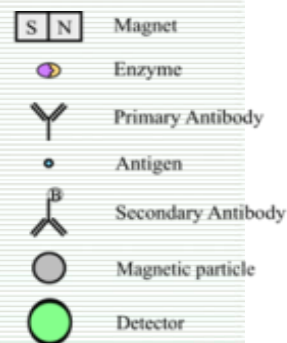 S N Magnet
Enzyme
Primary Antibody
Antigen
B
Secondary Antibody
Magnetic particle
Detector